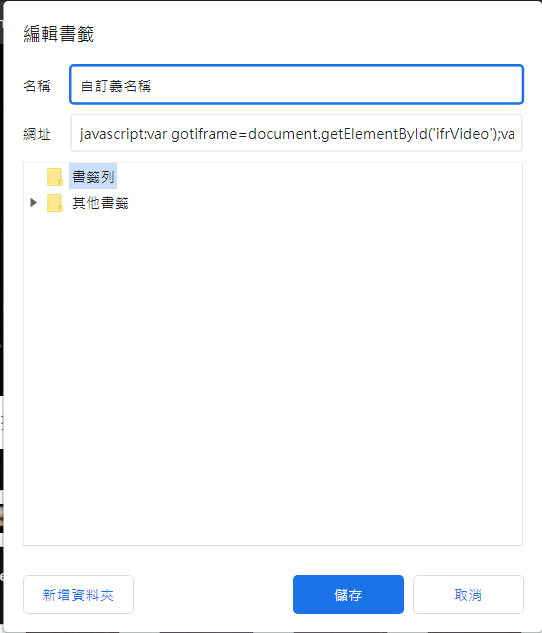 編輯書籤
名稱 自訂義名稱
網址 javascript:var gotiframe=document.getElementById('ifrVideo');va
書籤列
其他書籤
新增資料夾 儲存 取消